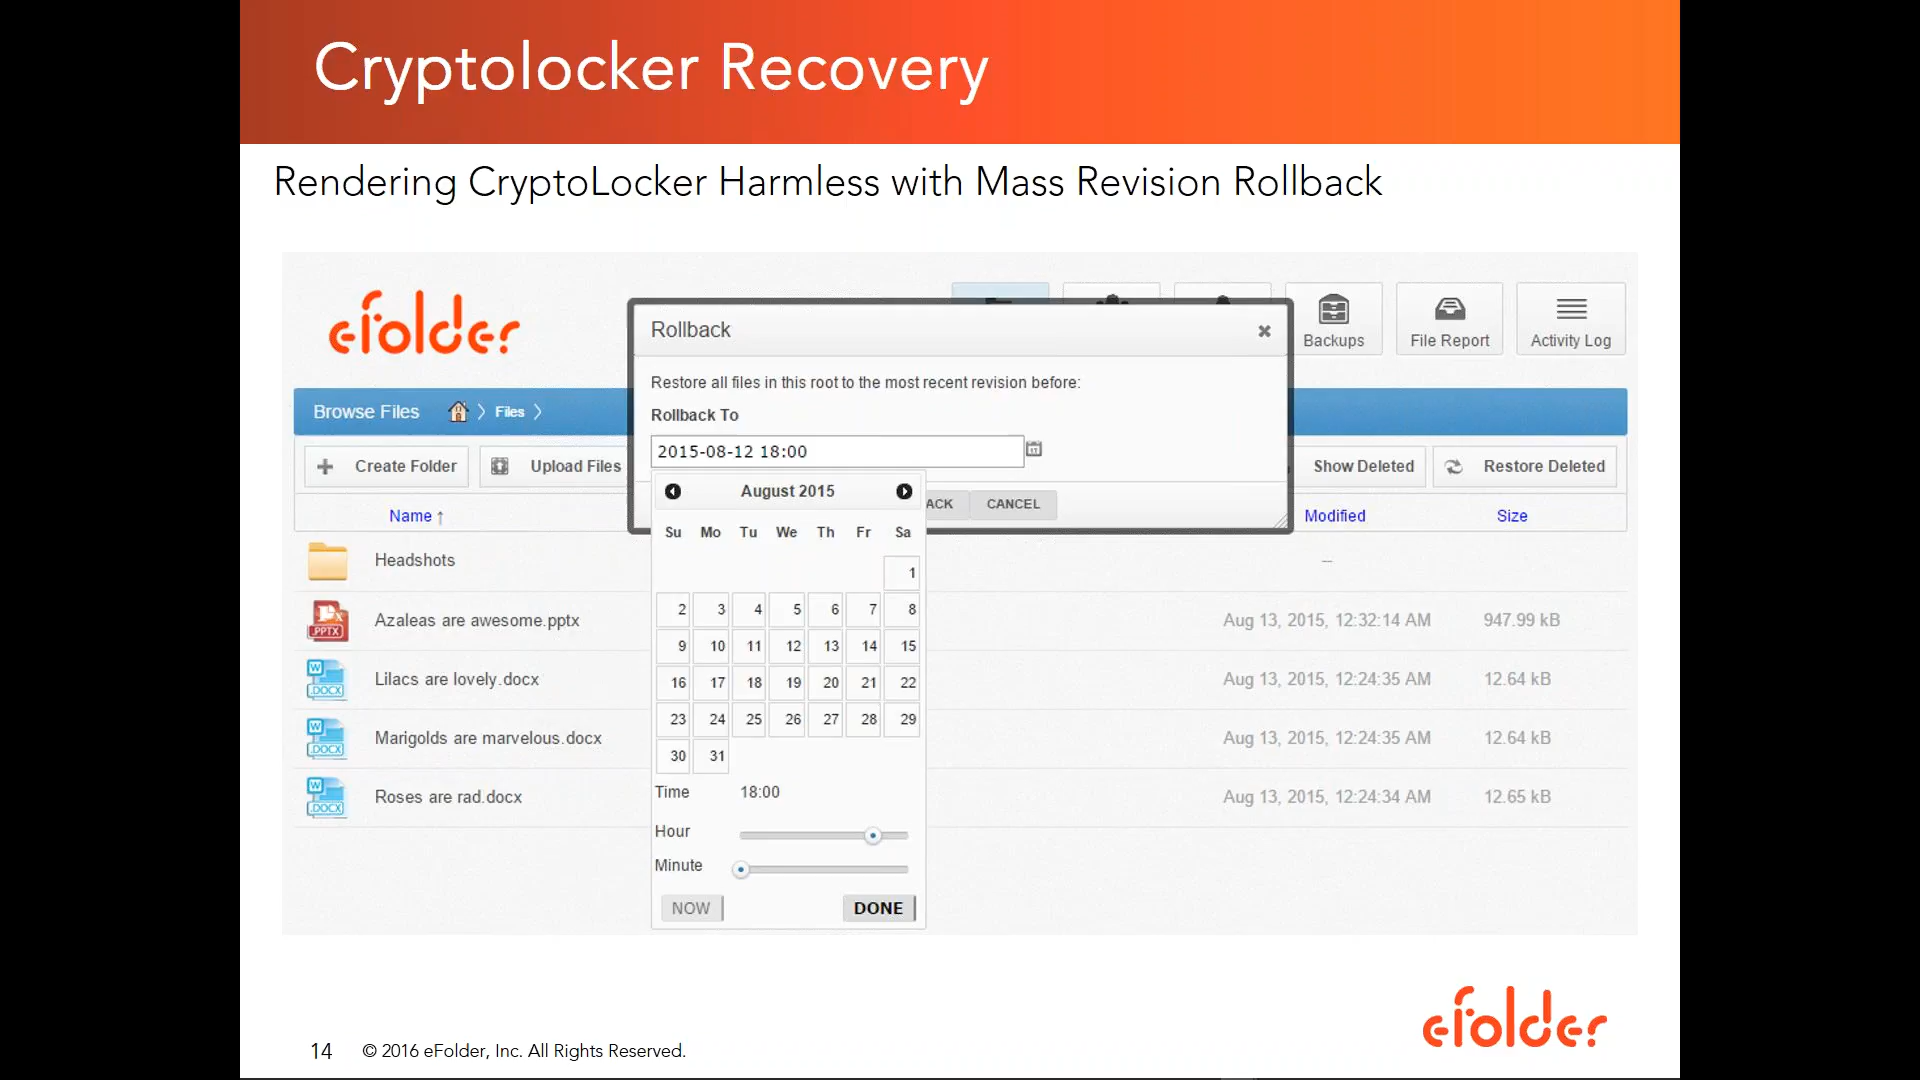 Cryptolocker Recovery
Rendering CryptoLocker Harmless with Mass Revision Rollback
efolder
Rollback
Backups
File Report
Activity Log
Restore all files in this root to the most recent revision before:
Browse Files
Files
Rollback To
2015-08-12 18:00
Create Folder
Upload Files
Show Deleted
Restore Deleted
August 2015
ACK
CANCEL
Name ↑
Modified
Size
Su Mo Tu We Th Fr Sa
1
2 3 4 5 6 7 8
9 10 11 12 13 14 15
16 17 18 19 20 21 22
23 24 25 26 27 28 29
30 31
Headshots
--
Azaleas are awesome.pptx
Aug 13, 2015, 12:32:14 AM
947.99 kB
Lilacs are lovely.docx
Aug 13, 2015, 12:24:35 AM
12.64 kB
Marigolds are marvelous.docx
Aug 13, 2015, 12:24:35 AM
12.64 kB
Roses are rad.docx
Aug 13, 2015, 12:24:34 AM
12.65 kB
.PPTX
W
.DOCX
W
.DOCX
W
.DOCX
Time 18:00
Hour
Minute
NOW
DONE
efolder
14 © 2016 eFolder, Inc. All Rights Reserved.